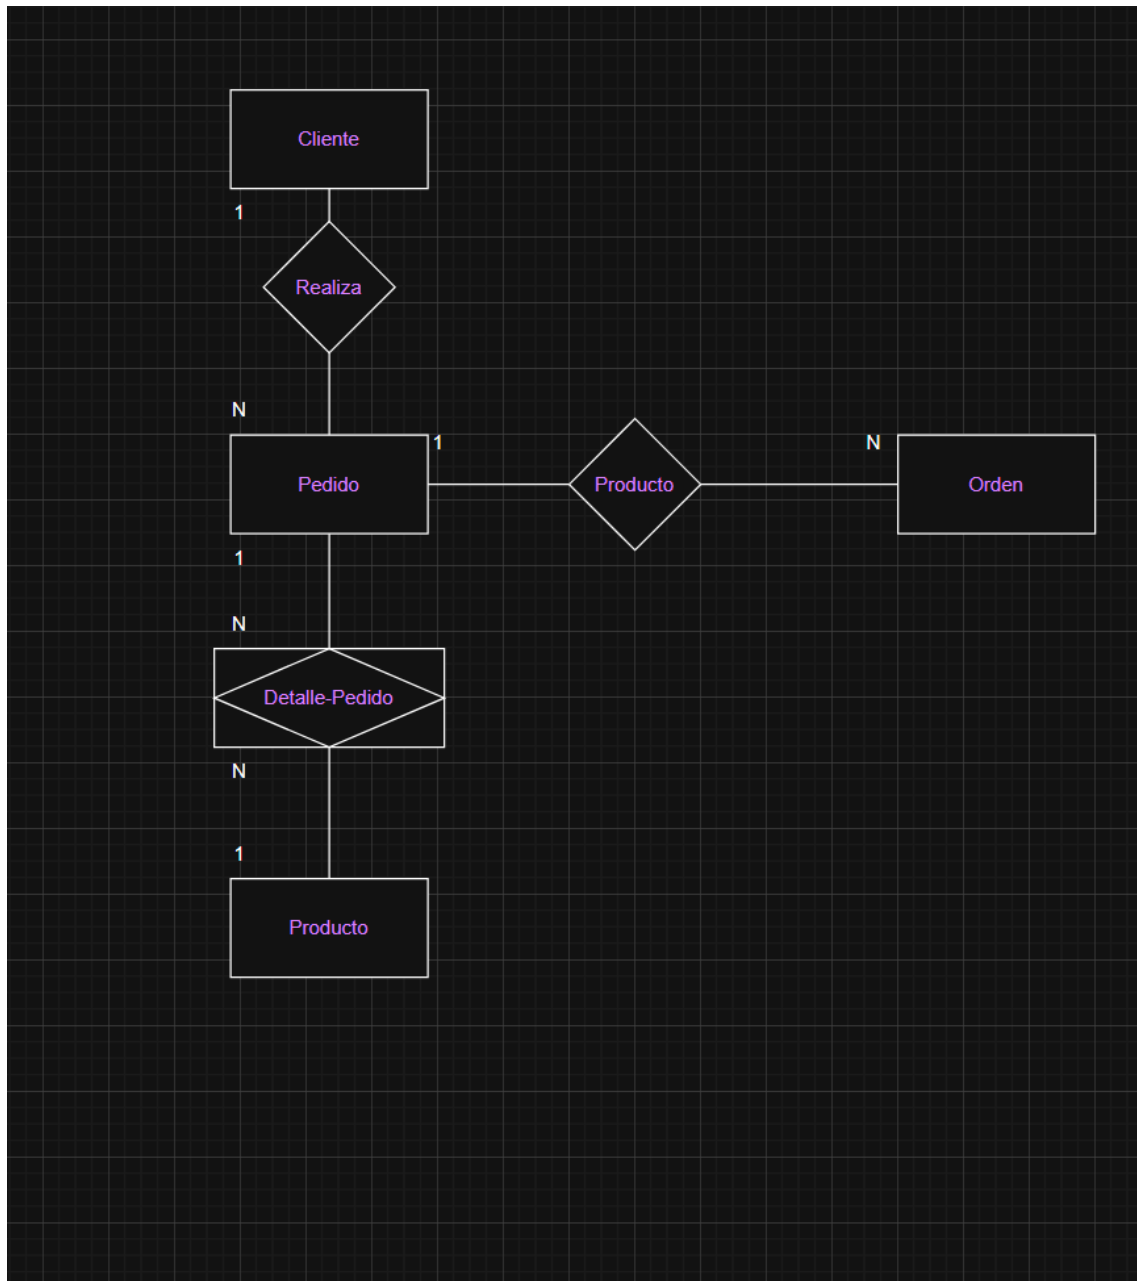 Cliente
1
Realiza
N
Pedido
1
Producto
N
Orden
1
N
Detalle-Pedido
N
1
Producto